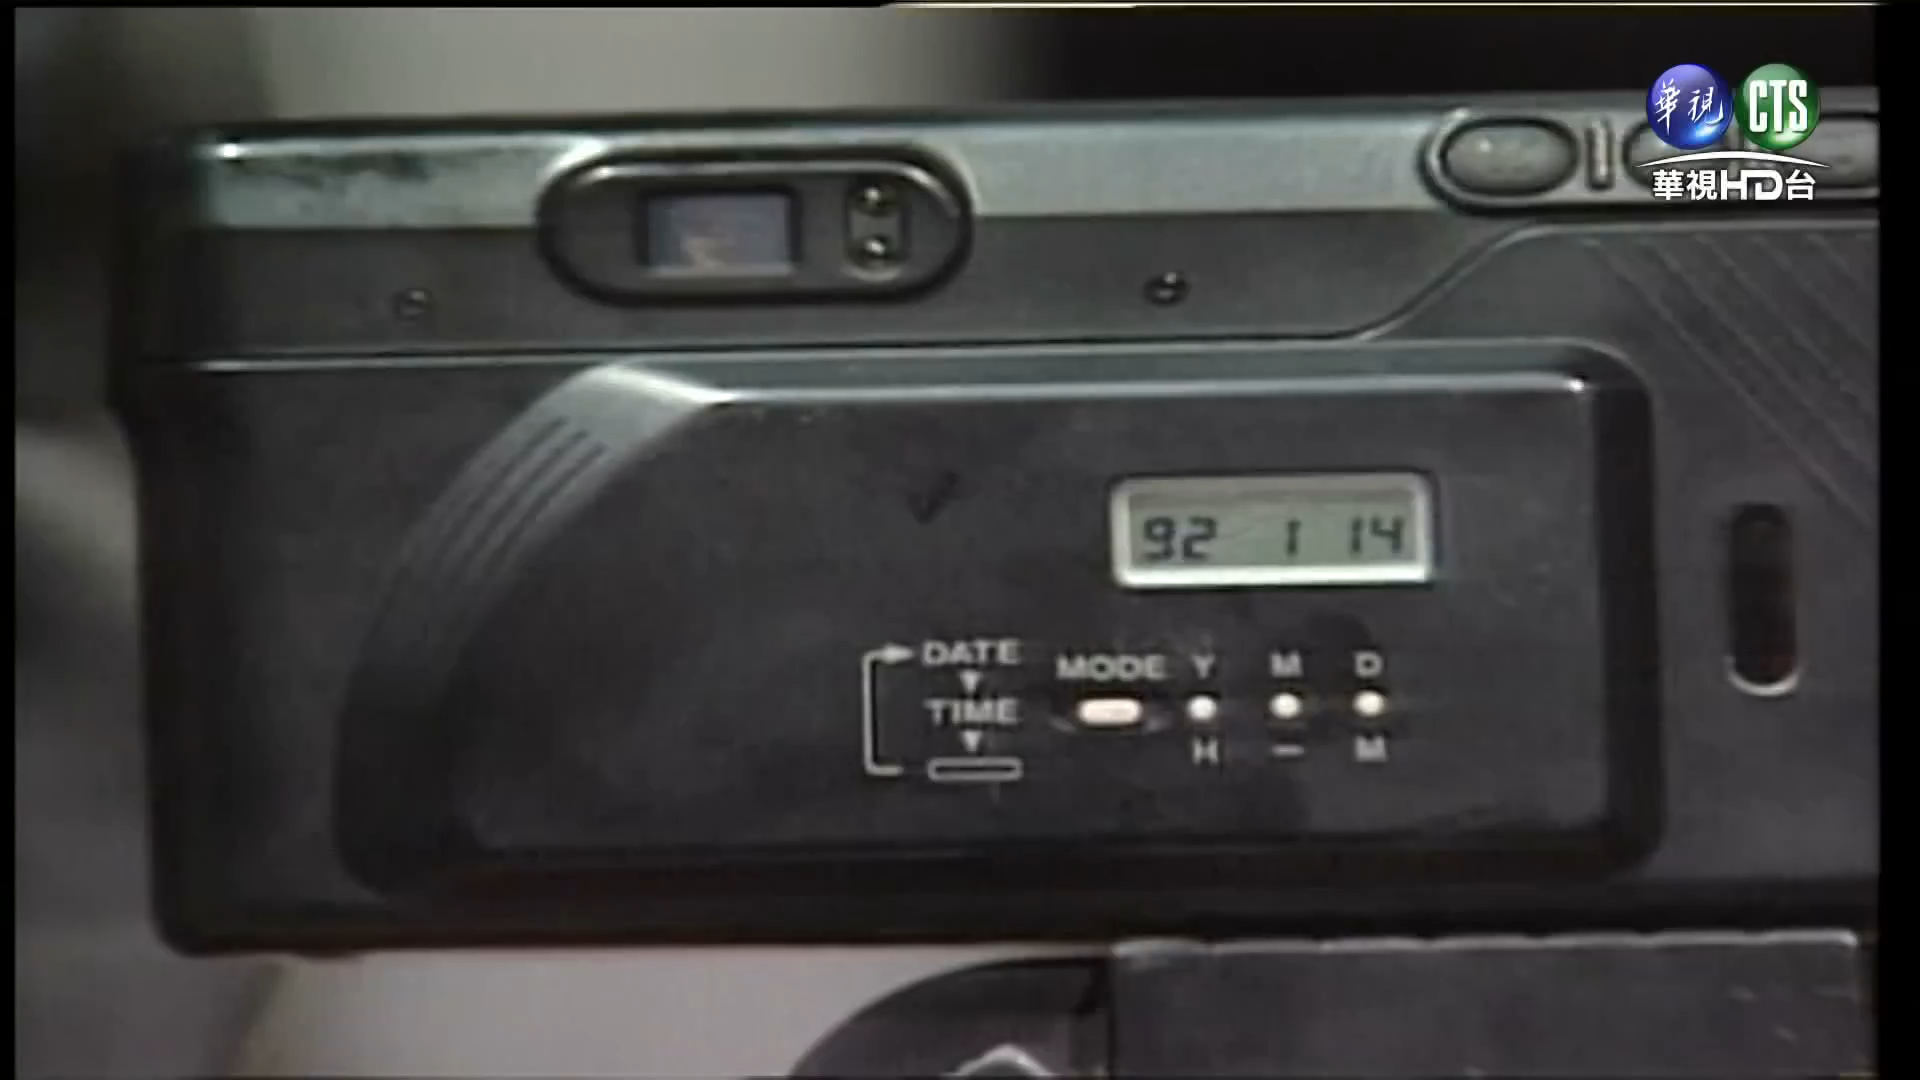 華視 CTS
華視HD台
92 1 14
DATE
MODE Y M D
TIME
H — M